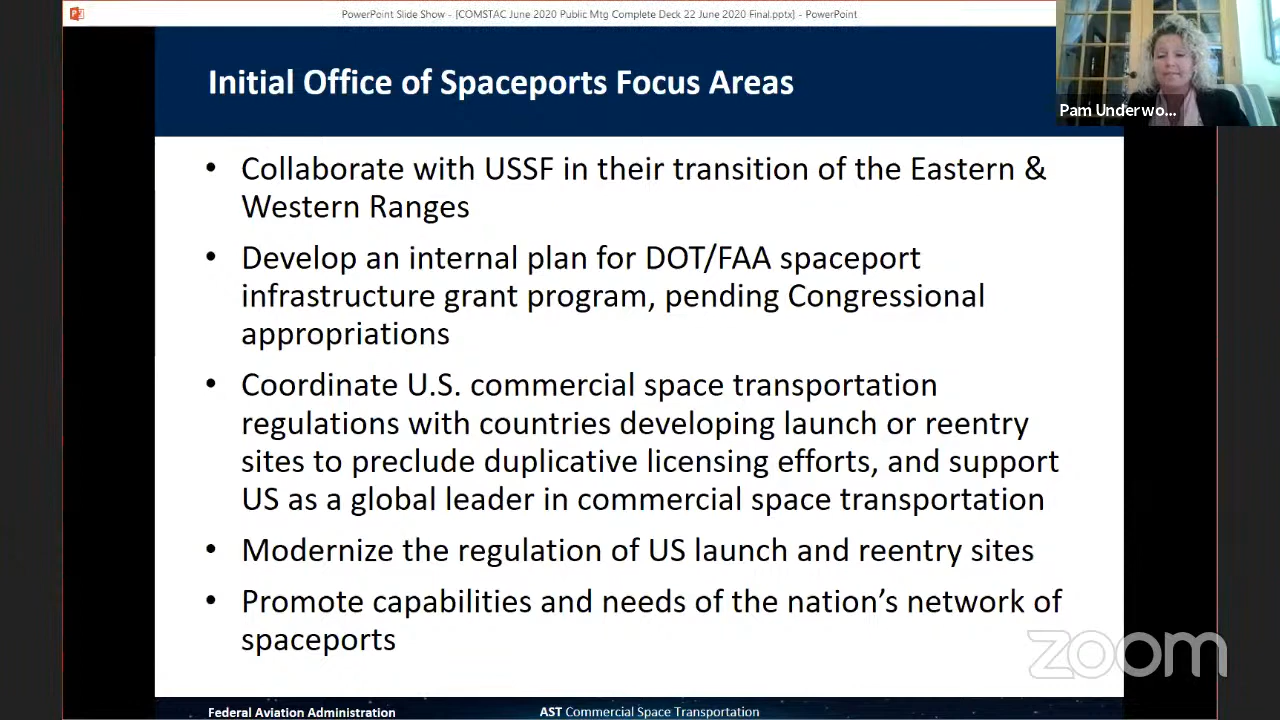 PowerPoint Slide Show - [COMSTAC June 2020 Public Mtg Complete Deck 22 June 2020 Final.pptx] - PowerPoint
Pam Underwo...
Initial Office of Spaceports Focus Areas
• Collaborate with USSF in their transition of the Eastern &
Western Ranges
• Develop an internal plan for DOT/FAA spaceport
infrastructure grant program, pending Congressional
appropriations
• Coordinate U.S. commercial space transportation
regulations with countries developing launch or reentry
sites to preclude duplicative licensing efforts, and support
US as a global leader in commercial space transportation
• Modernize the regulation of US launch and reentry sites
• Promote capabilities and needs of the nation’s network of
spaceports
zoom
Federal Aviation Administration
AST Commercial Space Transportation